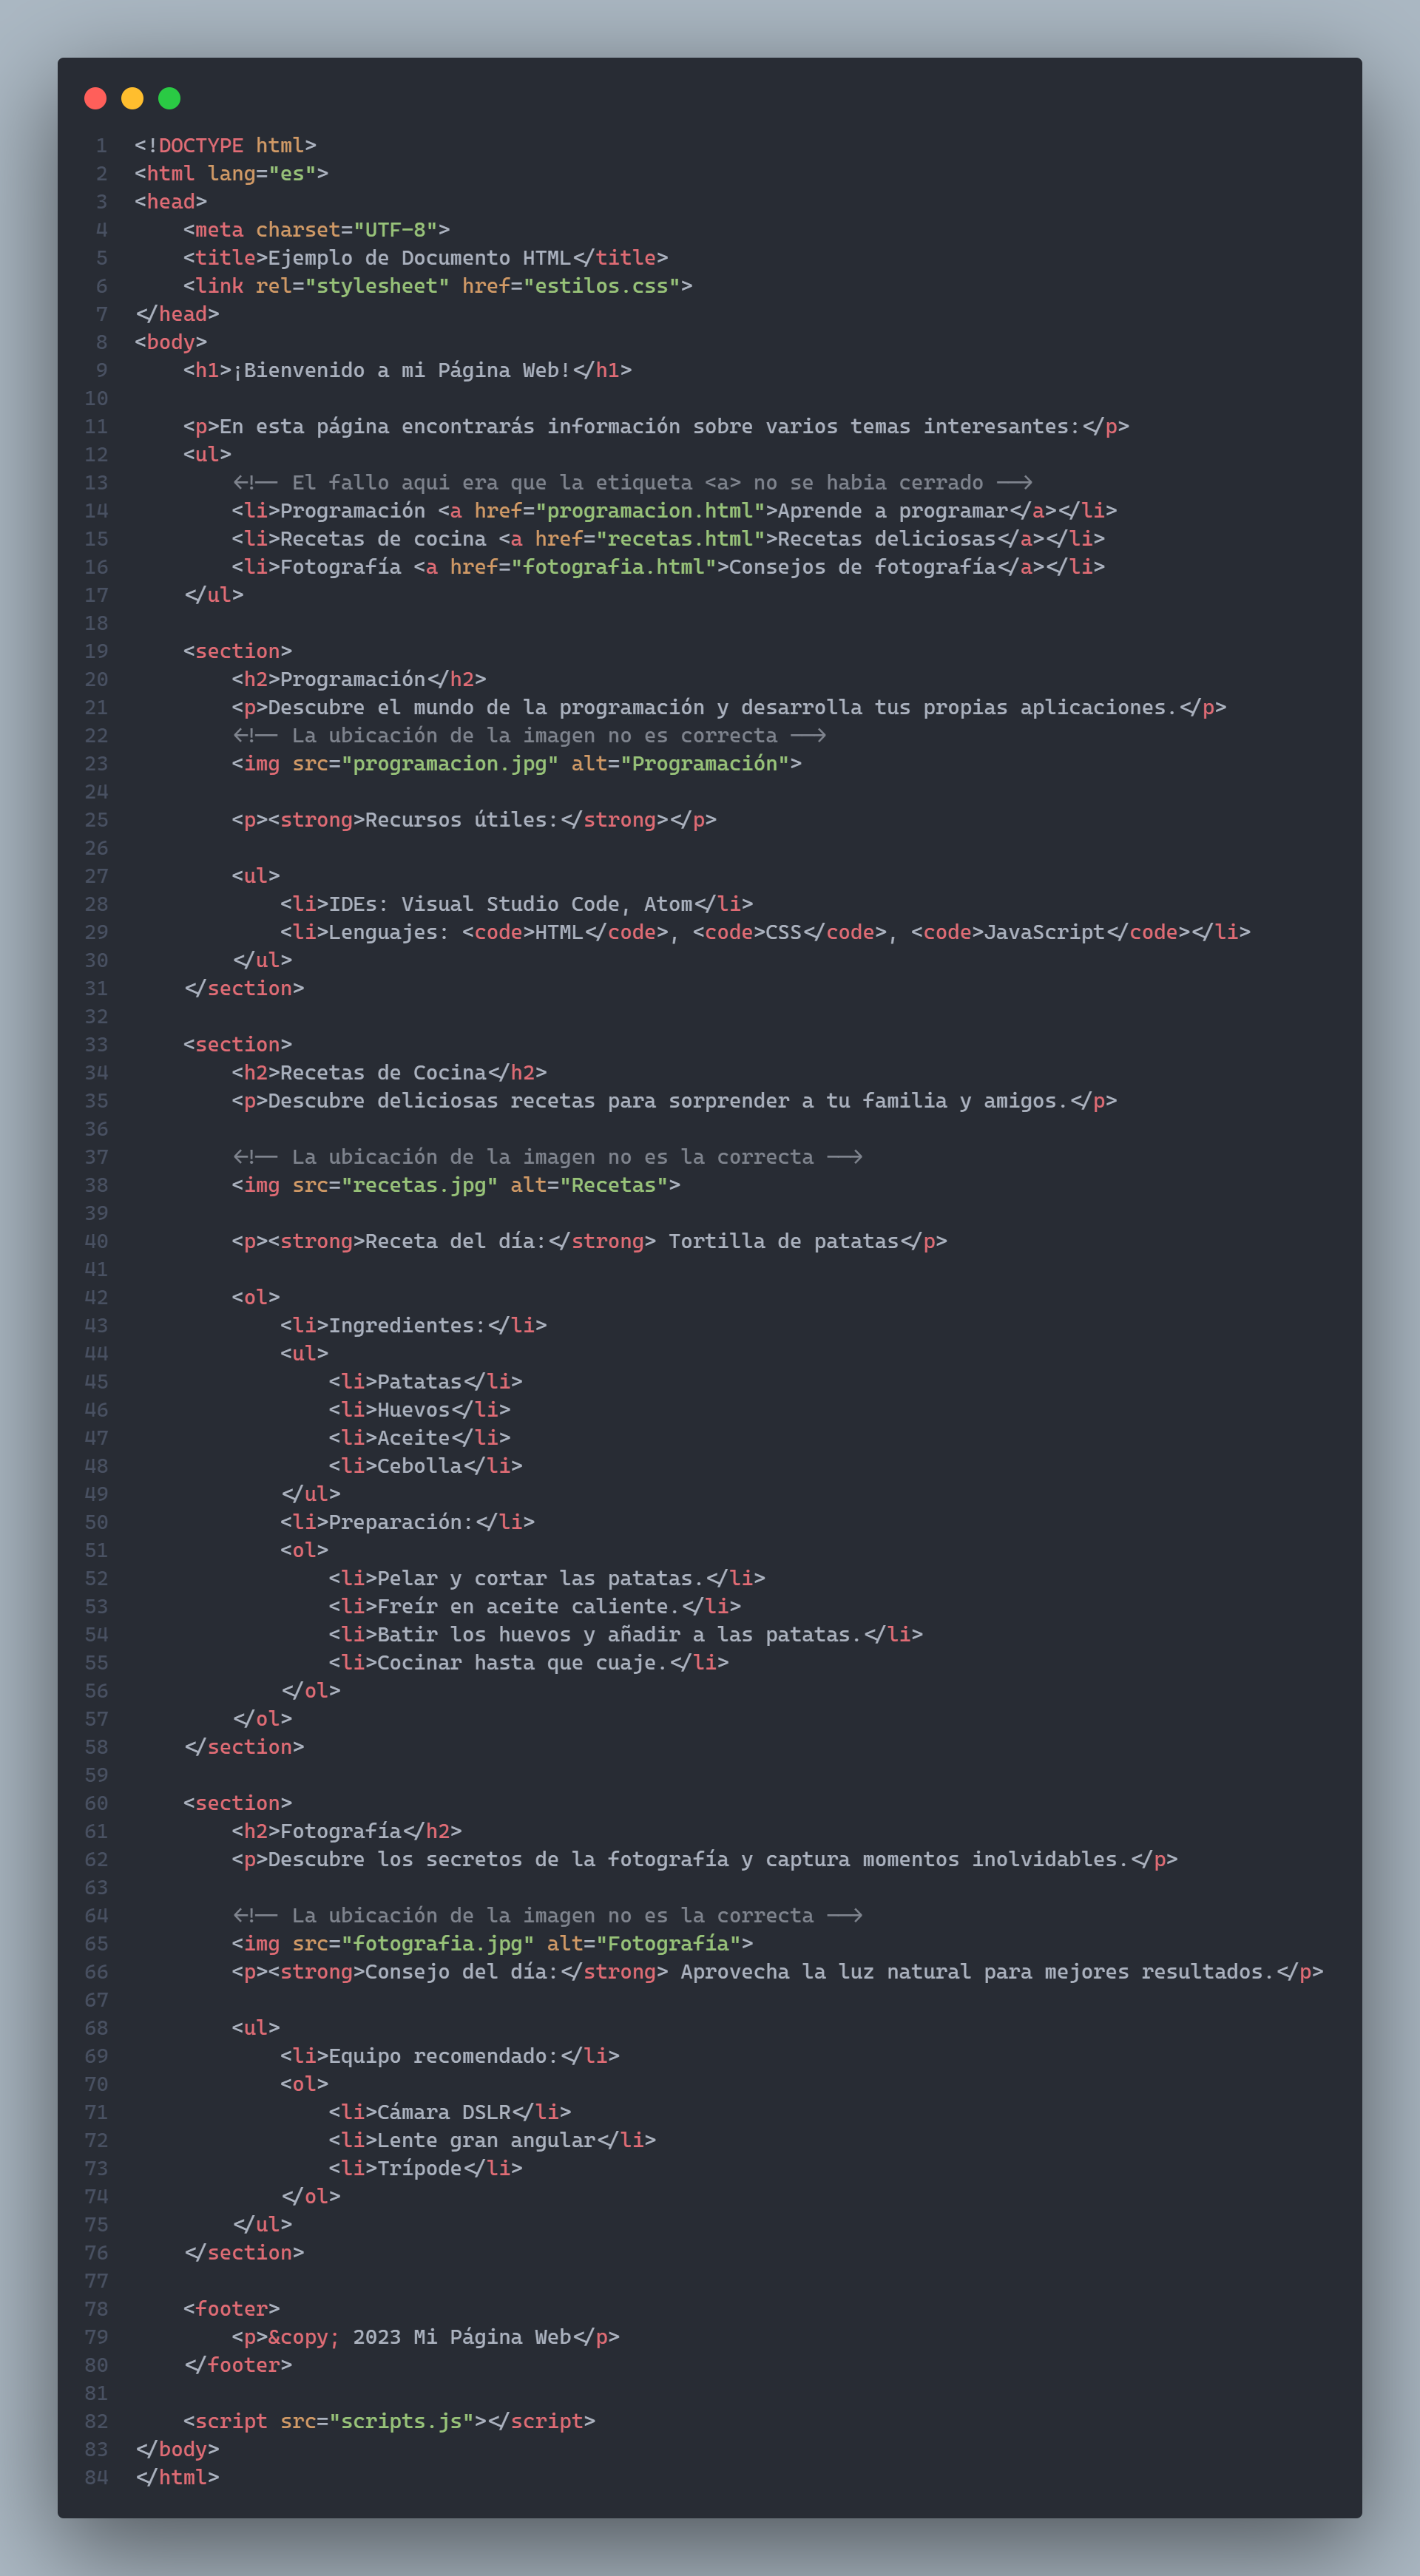 1 <!DOCTYPE html>
2 <html lang="es">
3 <head>
4     <meta charset="UTF-8">
5     <title>Ejemplo de Documento HTML</title>
6     <link rel="stylesheet" href="estilos.css">
7 </head>
8 <body>
9     <h1>¡Bienvenido a mi Página Web!</h1>
10
11     <p>En esta página encontrarás información sobre varios temas interesantes:</p>
12     <ul>
13         <!-- El fallo aqui era que la etiqueta <a> no se habia cerrado -->
14         <li>Programación <a href="programacion.html">Aprende a programar</a></li>
15         <li>Recetas de cocina <a href="recetas.html">Recetas deliciosas</a></li>
16         <li>Fotografía <a href="fotografia.html">Consejos de fotografía</a></li>
17     </ul>
18
19     <section>
20         <h2>Programación</h2>
21         <p>Descubre el mundo de la programación y desarrolla tus propias aplicaciones.</p>
22         <!-- La ubicación de la imagen no es correcta -->
23         <img src="programacion.jpg" alt="Programación">
24
25         <p><strong>Recursos útiles:</strong></p>
26
27         <ul>
28             <li>IDEs: Visual Studio Code, Atom</li>
29             <li>Lenguajes: <code>HTML</code>, <code>CSS</code>, <code>JavaScript</code></li>
30         </ul>
31     </section>
32
33     <section>
34         <h2>Recetas de Cocina</h2>
35         <p>Descubre deliciosas recetas para sorprender a tu familia y amigos.</p>
36
37         <!-- La ubicación de la imagen no es la correcta -->
38         <img src="recetas.jpg" alt="Recetas">
39
40         <p><strong>Receta del día:</strong> Tortilla de patatas</p>
41
42         <ol>
43             <li>Ingredientes:</li>
44             <ul>
45                 <li>Patatas</li>
46                 <li>Huevos</li>
47                 <li>Aceite</li>
48                 <li>Cebolla</li>
49             </ul>
50             <li>Preparación:</li>
51             <ol>
52                 <li>Pelar y cortar las patatas.</li>
53                 <li>Freír en aceite caliente.</li>
54                 <li>Batir los huevos y añadir a las patatas.</li>
55                 <li>Cocinar hasta que cuaje.</li>
56             </ol>
57         </ol>
58     </section>
59
60     <section>
61         <h2>Fotografía</h2>
62         <p>Descubre los secretos de la fotografía y captura momentos inolvidables.</p>
63
64         <!-- La ubicación de la imagen no es la correcta -->
65         <img src="fotografia.jpg" alt="Fotografía">
66         <p><strong>Consejo del día:</strong> Aprovecha la luz natural para mejores resultados.</p>
67
68         <ul>
69             <li>Equipo recomendado:</li>
70             <ol>
71                 <li>Cámara DSLR</li>
72                 <li>Lente gran angular</li>
73                 <li>Trípode</li>
74             </ol>
75         </ul>
76     </section>
77
78     <footer>
79         <p>&copy; 2023 Mi Página Web</p>
80     </footer>
81
82     <script src="scripts.js"></script>
83 </body>
84 </html>